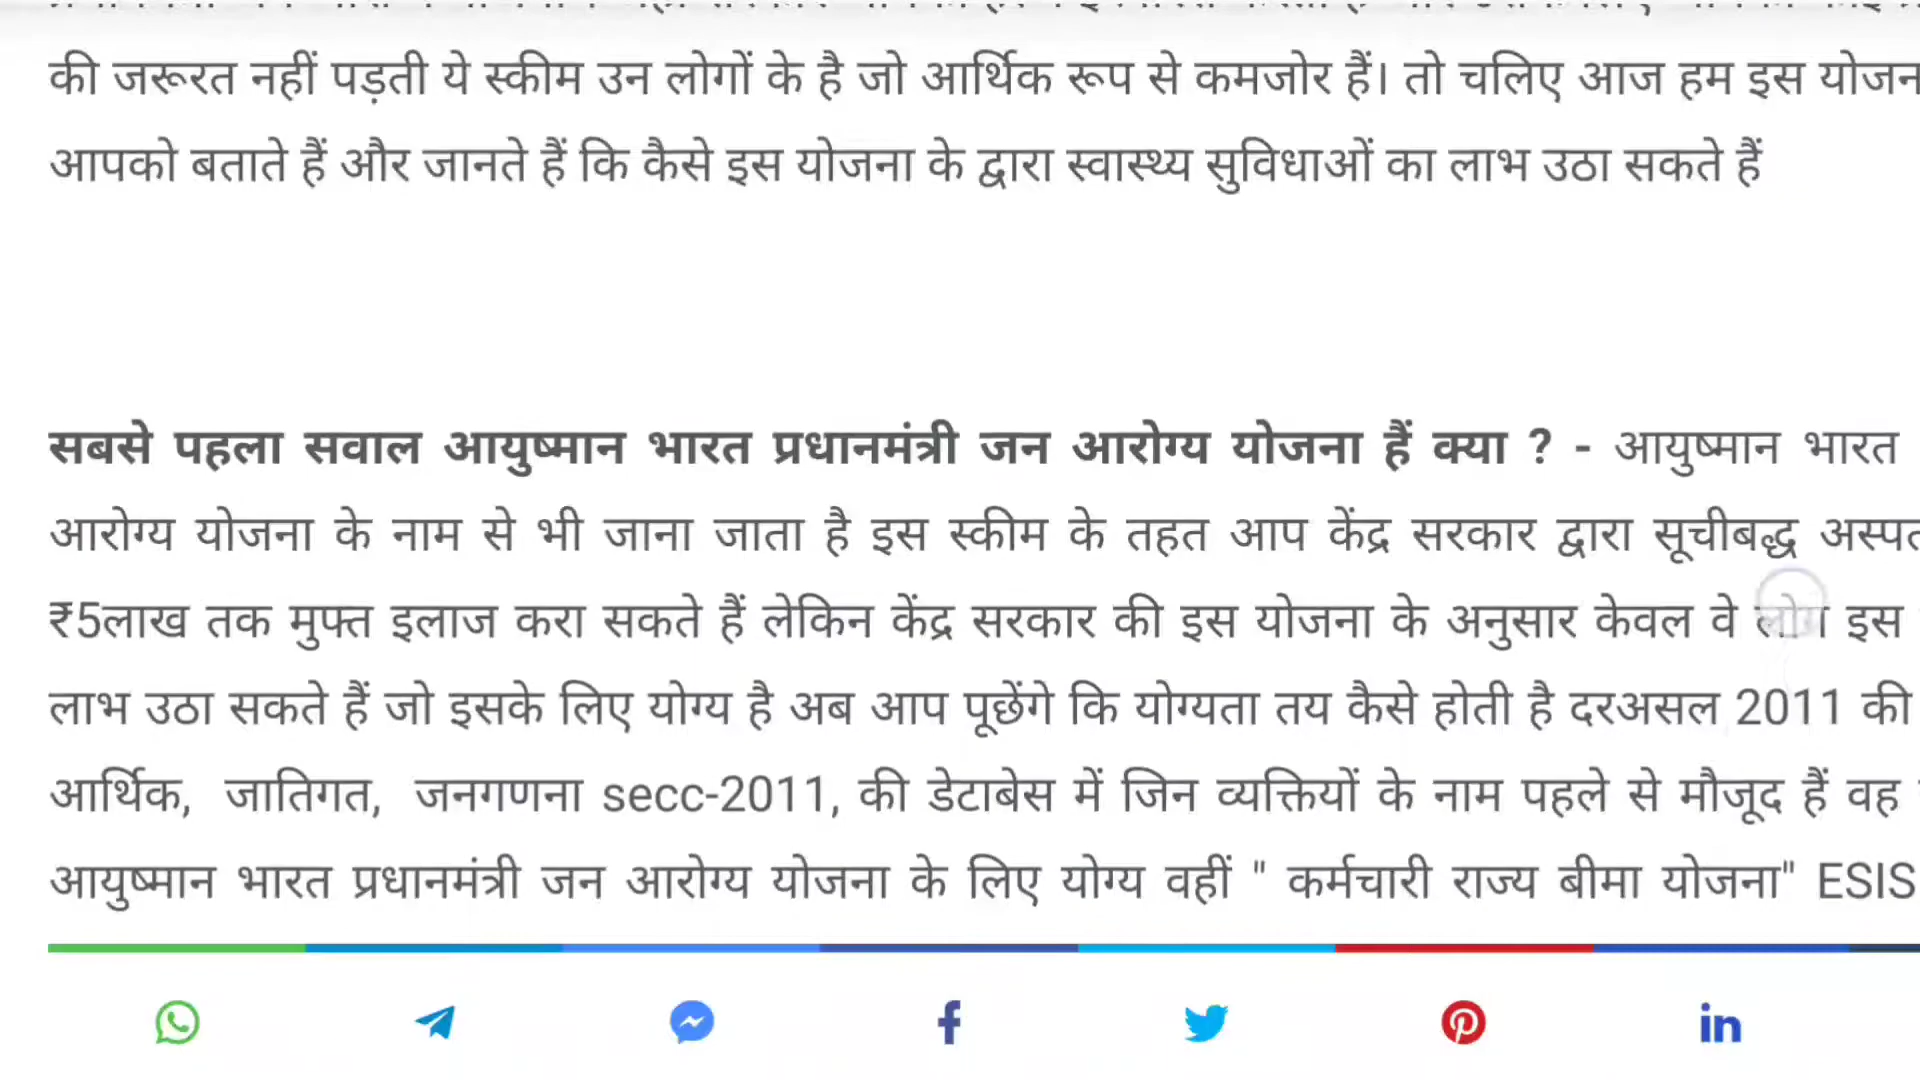 की जरूरत नहीं पड़ती ये स्कीम उन लोगों के है जो आर्थिक रूप से कमजोर हैं। तो चलिए आज हम इस
आपको बताते हैं और जानते हैं कि कैसे इस योजना के द्वारा स्वास्थ्य सुविधाओं का लाभ उठा सकते हैं
सबसे पहला सवाल आयुष्मान भारत प्रधानमंत्री जन आरोग्य योजना हैं क्या ? - आयुष्मान भारत
आरोग्य योजना के नाम से भी जाना जाता है इस स्कीम के तहत आप केंद्र सरकार द्वारा सूचीबद्ध
₹5लाख तक मुफ्त इलाज करा सकते हैं लेकिन केंद्र सरकार की इस योजना के अनुसार केवल वे लोग इस
लाभ उठा सकते हैं जो इसके लिए योग्य है अब आप पूछेंगे कि योग्यता तय कैसे होती है दरअसल 2011 की
आर्थिक, जातिगत, जनगणना secc-2011, की डेटाबेस में जिन व्यक्तियों के नाम पहले से मौजूद हैं वह
आयुष्मान भारत प्रधानमंत्री जन आरोग्य योजना के लिए योग्य वहीं " कर्मचारी राज्य बीमा योजना" ESIS